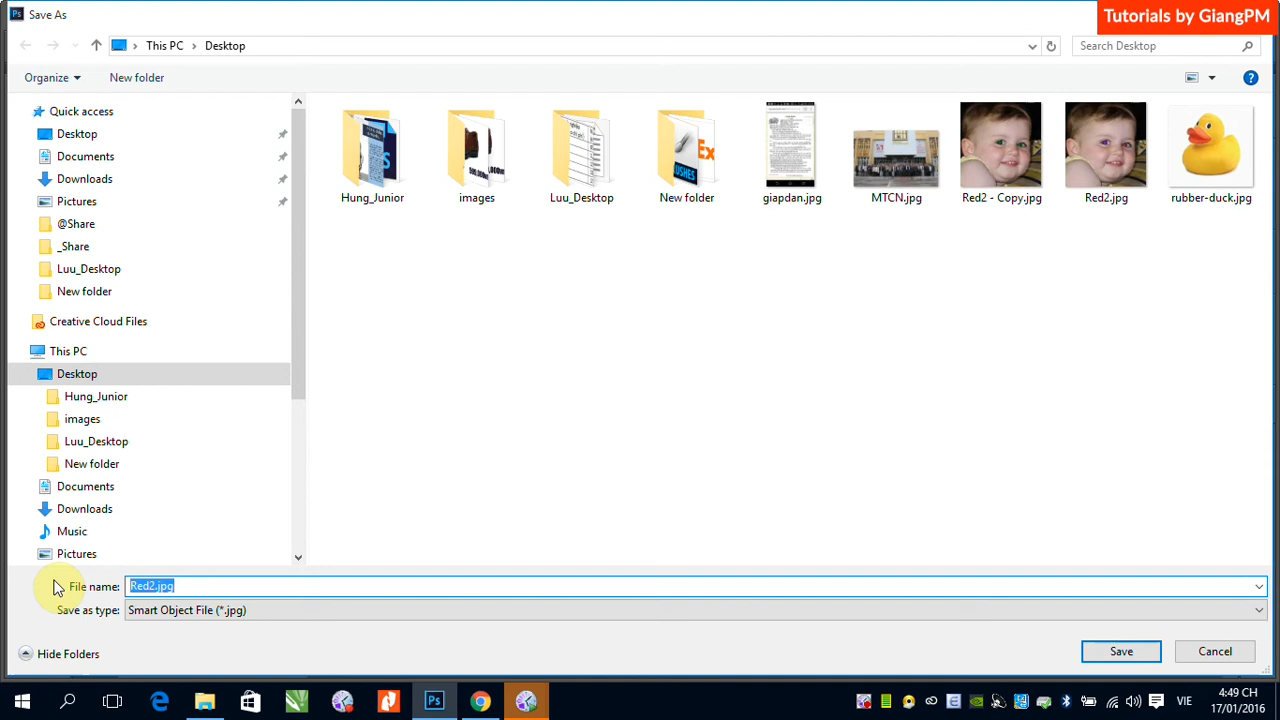 Save As
Tutorials by GiangPM
This PC
Desktop
Search Desktop
Organize
New folder
Quick access
Desktop
Documents
Downloads
Pictures
@Share
_Share
Luu_Desktop
New folder
Creative Cloud Files
This PC
Desktop
Hung_Junior
images
Luu_Desktop
New folder
Documents
Downloads
Music
Pictures
Hung_Junior
images
Luu_Desktop
New folder
giapdan.jpg
MTCN.jpg
Red2 - Copy.jpg
Red2.jpg
rubber-duck.jpg
File name: Red2.jpg
Save as type: Smart Object File (*.jpg)
Hide Folders
Save
Cancel
VIE
4:49 CH
17/01/2016